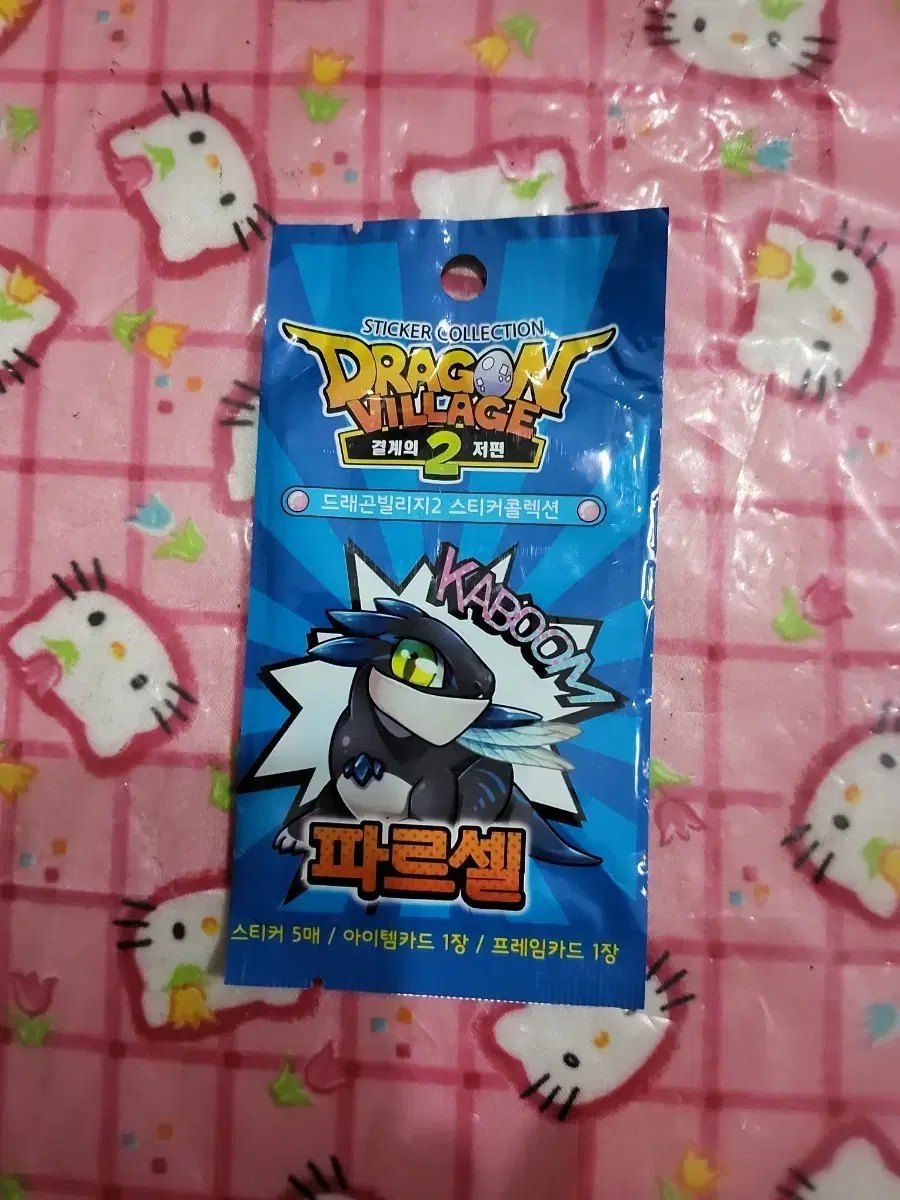 STICKER COLLECTION
DRAGON
VILLAGE
결계의 2 저편
드래곤빌리지2 스티커콜렉션
KABOOM
파르셀
스티커 5매 / 아이템카드 1장 / 프레임카드 1장